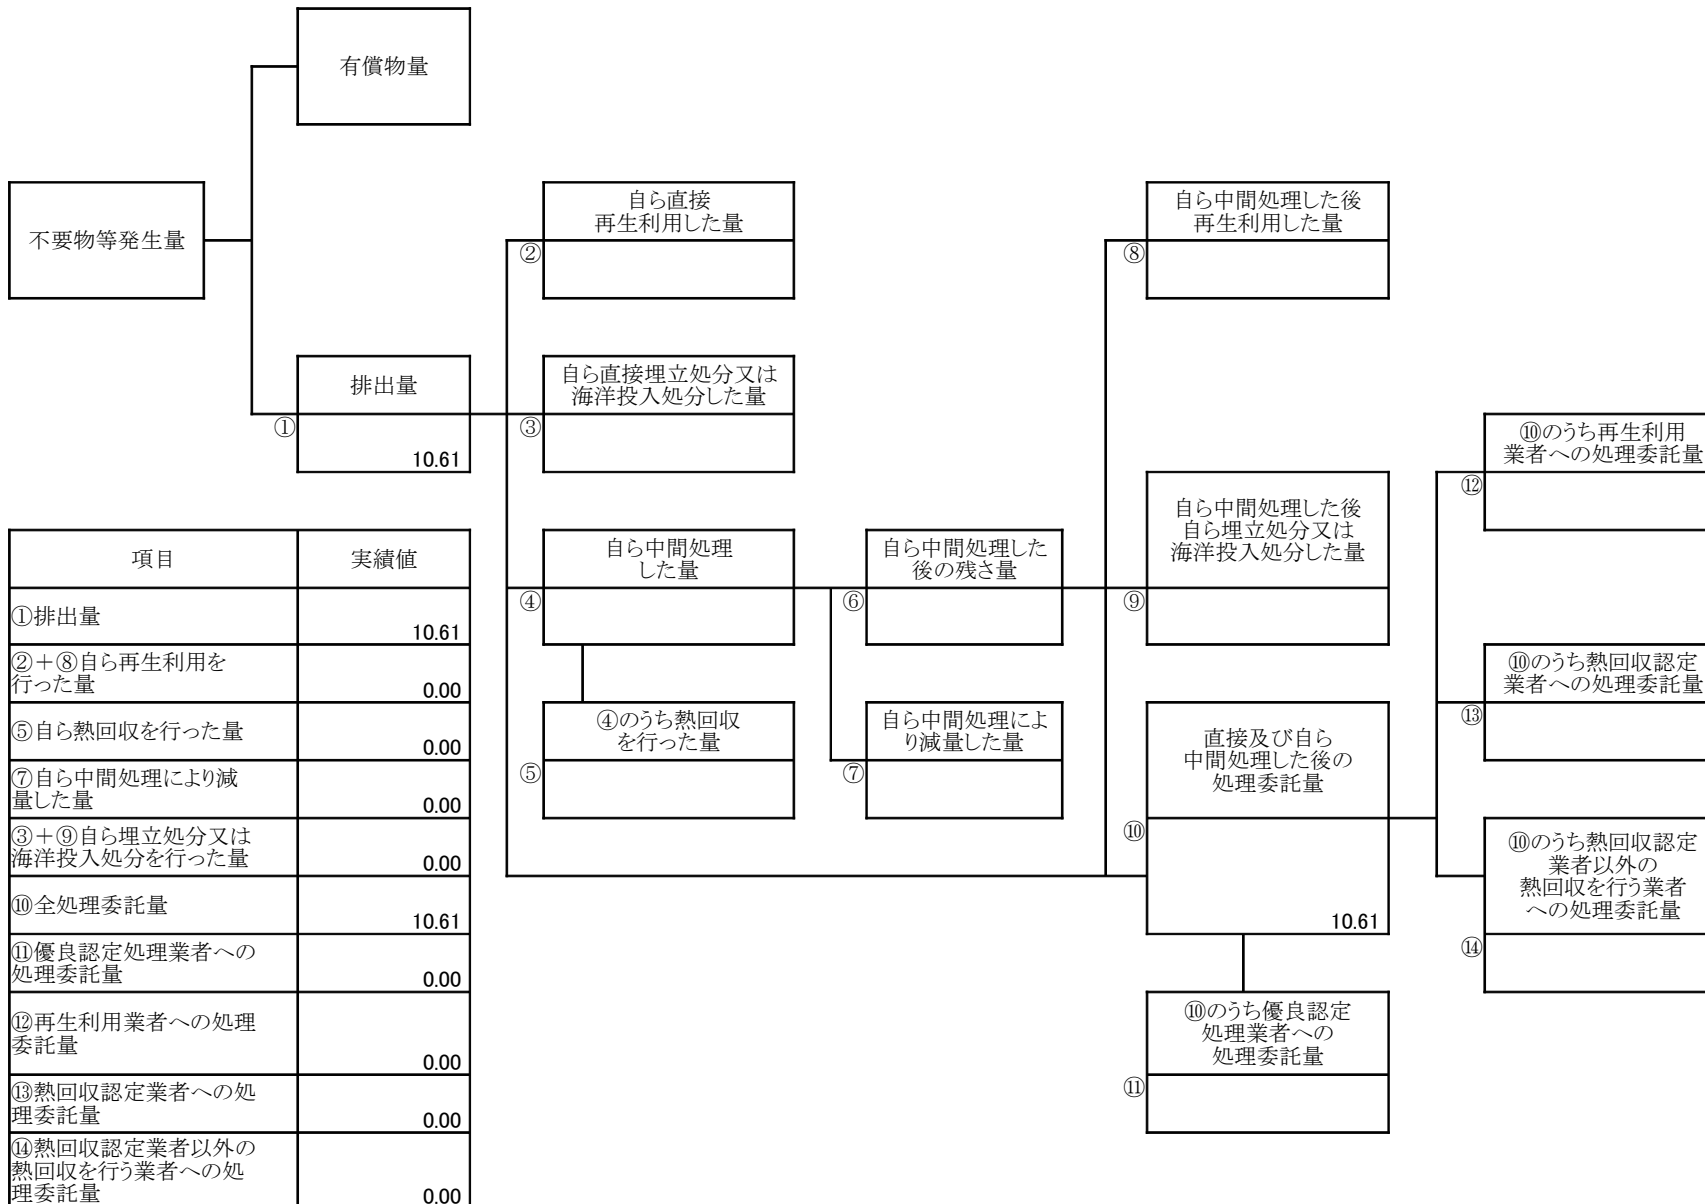 有償物量
不要物等発生量
自ら直接
再生利用した量
②
自ら中間処理した後
再生利用した量
⑧
排出量
①
10.61
自ら直接埋立処分又は
海洋投入処分した量
③
⑩のうち再生利用
業者への処理委託量
⑫
自ら中間処理
した量
④
自ら中間処理した
後の残さ量
⑥
自ら中間処理した後
自ら埋立処分又は
海洋投入処分した量
⑨
⑩のうち熱回収認定
業者への処理委託量
⑬
④のうち熱回収
を行った量
⑤
自ら中間処理によ
り減量した量
⑦
直接及び自ら
中間処理した後の
処理委託量
⑩
10.61
⑩のうち熱回収認定
業者以外の
熱回収を行う業者
への処理委託量
⑭
⑩のうち優良認定
処理業者への
処理委託量
⑪
項目 実績値
①排出量
10.61
②＋⑧自ら再生利用を
行った量
0.00
⑤自ら熱回収を行った量
0.00
⑦自ら中間処理により減
量した量
0.00
③＋⑨自ら埋立処分又は
海洋投入処分を行った量
0.00
⑩全処理委託量
10.61
⑪優良認定処理業者への
処理委託量
0.00
⑫再生利用業者への処理
委託量
0.00
⑬熱回収認定業者への処
理委託量
0.00
⑭熱回収認定業者以外の
熱回収を行う業者への処
理委託量
0.00